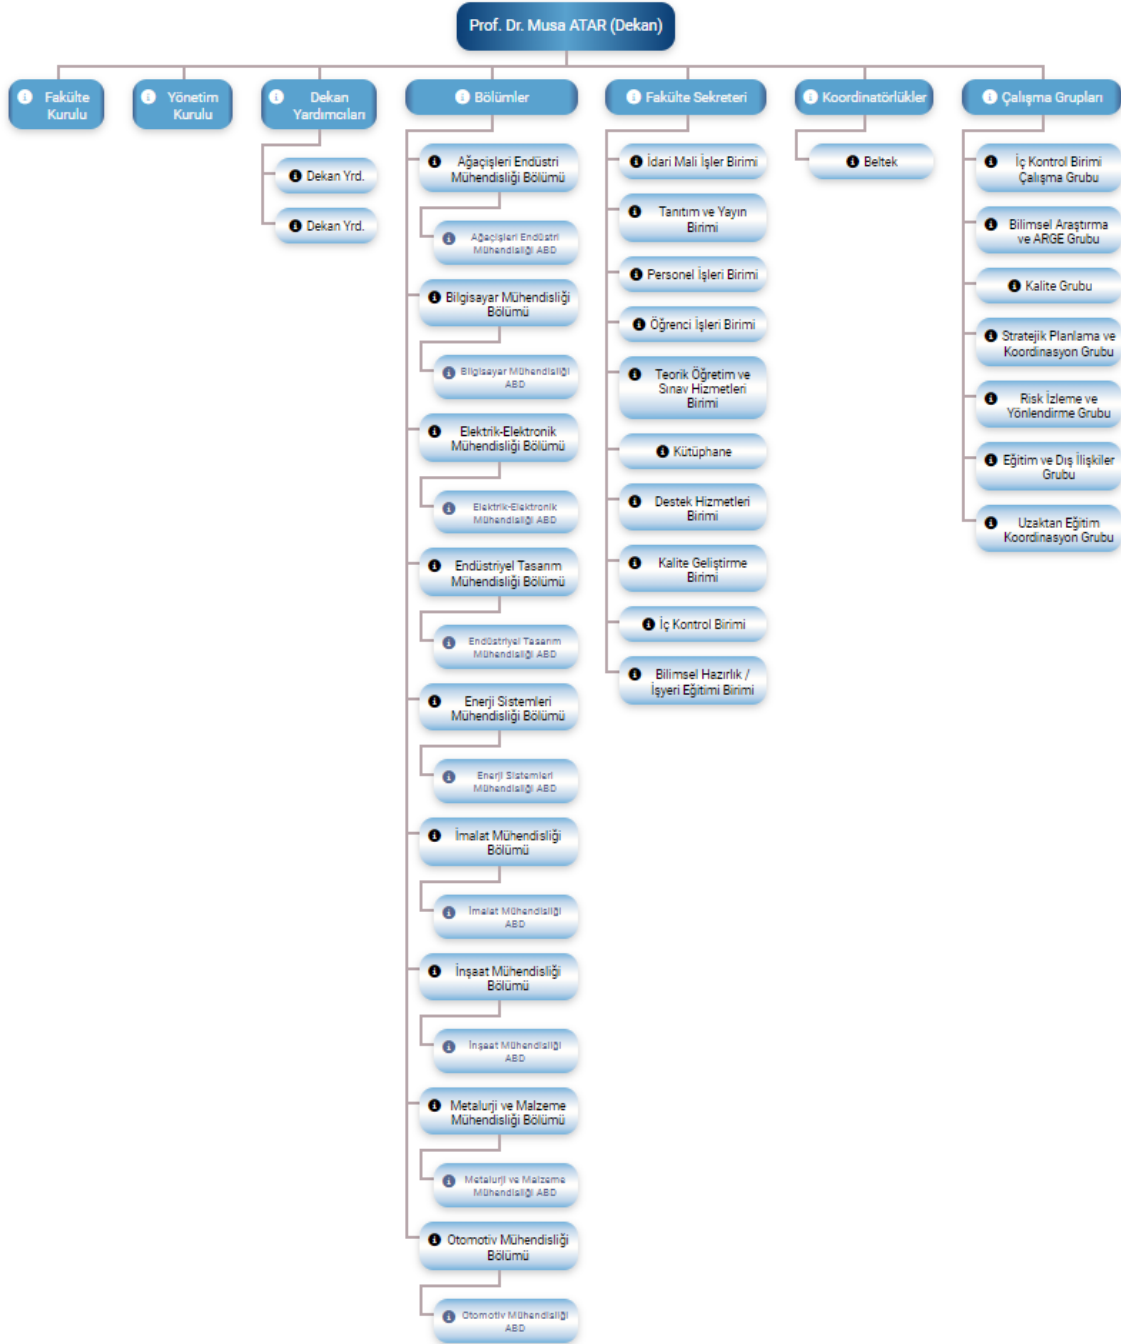 Prof. Dr. Musa ATAR (Dekan)
Fakülte
Kurulu
Yönetim
Kurulu
Dekan
Yardımcıları
Dekan Yrd.
Dekan Yrd.
Bölümler
Ağaçişleri Endüstri
Mühendisliği Bölümü
Ağaçişleri Endüstri
Mühendisliği ABD
Bilgisayar Mühendisliği
Bölümü
Bilgisayar Mühendisliği
ABD
Elektrik-Elektronik
Mühendisliği Bölümü
Elektrik-Elektronik
Mühendisliği ABD
Endüstriyel Tasarım
Mühendisliği Bölümü
Endüstriyel Tasarım
Mühendisliği ABD
Enerji Sistemleri
Mühendisliği Bölümü
Enerji Sistemleri
Mühendisliği ABD
İmalat Mühendisliği
Bölümü
İmalat Mühendisliği
ABD
İnşaat Mühendisliği
Bölümü
İnşaat Mühendisliği
ABD
Metalurji ve Malzeme
Mühendisliği Bölümü
Metalurji ve Malzeme
Mühendisliği ABD
Otomotiv Mühendisliği
Bölümü
Otomotiv Mühendisliği
ABD
Fakülte Sekreteri
İdari Mali İşler Birimi
Tanıtım ve Yayın
Birimi
Personel İşleri Birimi
Öğrenci İşleri Birimi
Teorik Öğretim ve
Sınav Hizmetleri
Birimi
Kütüphane
Destek Hizmetleri
Birimi
Kalite Geliştirme
Birimi
İç Kontrol Birimi
Bilimsel Hazırlık /
İşyeri Eğitimi Birimi
Koordinatörlükler
Beltek
Çalışma Grupları
İç Kontrol Birimi
Çalışma Grubu
Bilimsel Araştırma
ve ARGE Grubu
Kalite Grubu
Stratejik Planlama ve
Koordinasyon Grubu
Risk İzleme ve
Yönlendirme Grubu
Eğitim ve Dış İlişkiler
Grubu
Uzaktan Eğitim
Koordinasyon Grubu